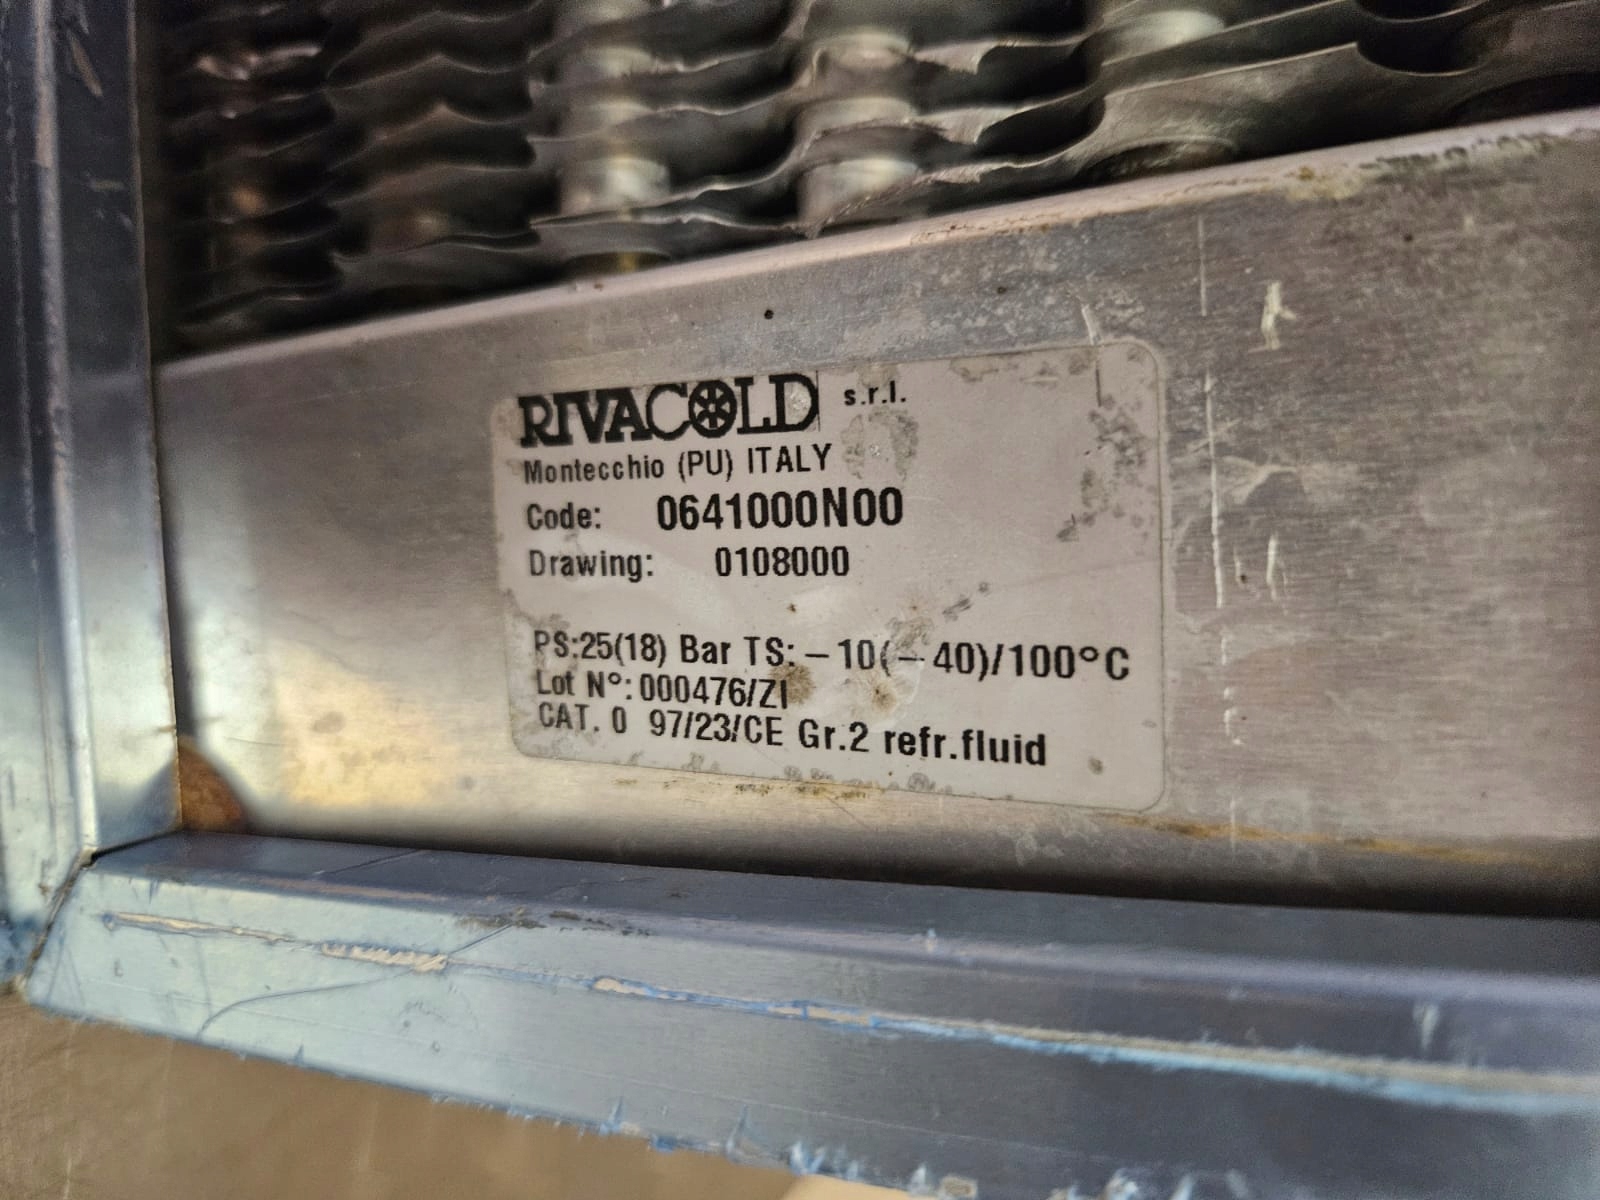 RIVACOLD s.r.l.
Montecchio (PU) ITALY
Code: 0641000N00
Drawing: 0108000
PS:25(18) Bar TS: –10(–40)/100°C
Lot N°: 000476/ZI
CAT. 0 97/23/CE Gr.2 refr.fluid